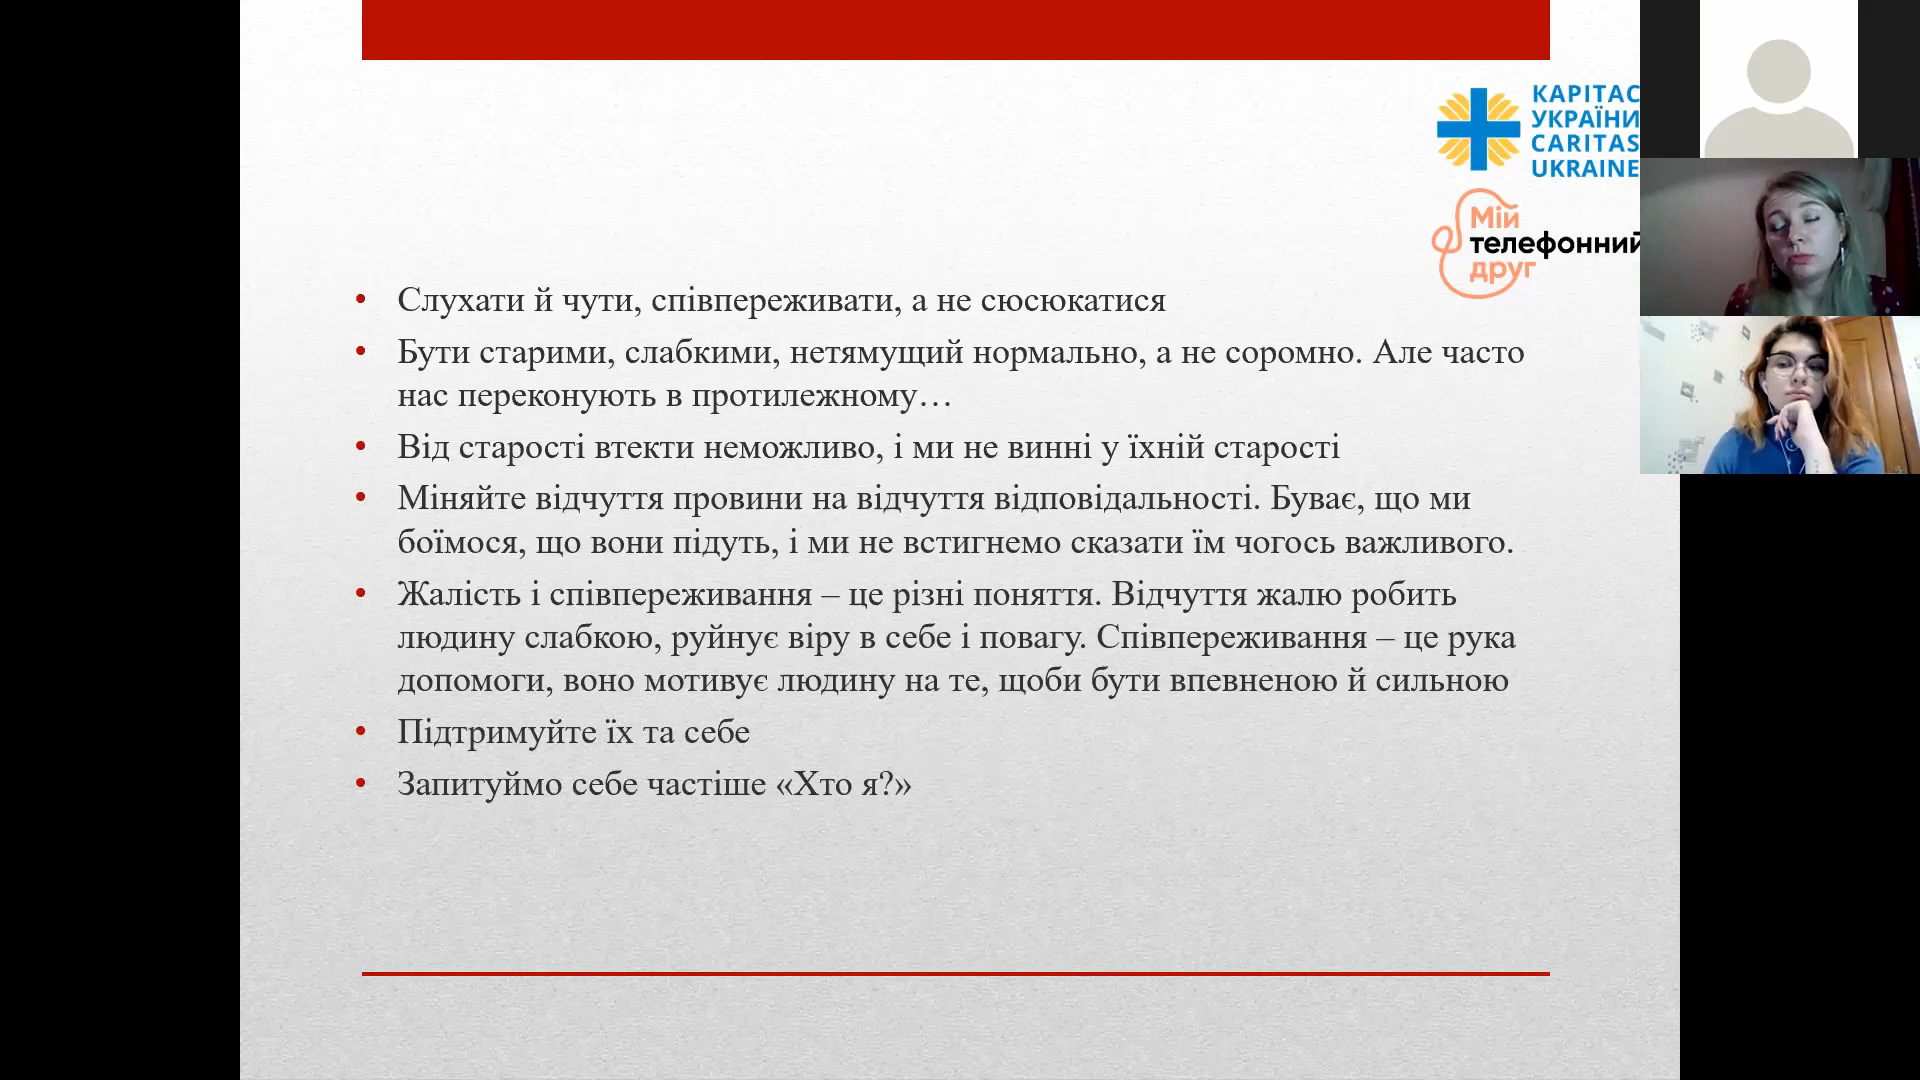 КАРІТАС
УКРАЇНИ
CARITAS
UKRAINE
Мій
телефонний
друг
• Слухати й чути, співпереживати, а не сюсюкатися
• Бути старими, слабкими, нетямущий нормально, а не соромно. Але часто
нас переконують в протилежному…
• Від старості втекти неможливо, і ми не винні у їхній старості
• Міняйте відчуття провини на відчуття відповідальності. Буває, що ми
боїмося, що вони підуть, і ми не встигнемо сказати їм чогось важливого.
• Жалість і співпереживання – це різні поняття. Відчуття жалю робить
людину слабкою, руйнує віру в себе і повагу. Співпереживання – це рука
допомоги, воно мотивує людину на те, щоби бути впевненою й сильною
• Підтримуйте їх та себе
• Запитуймо себе частіше «Хто я?»